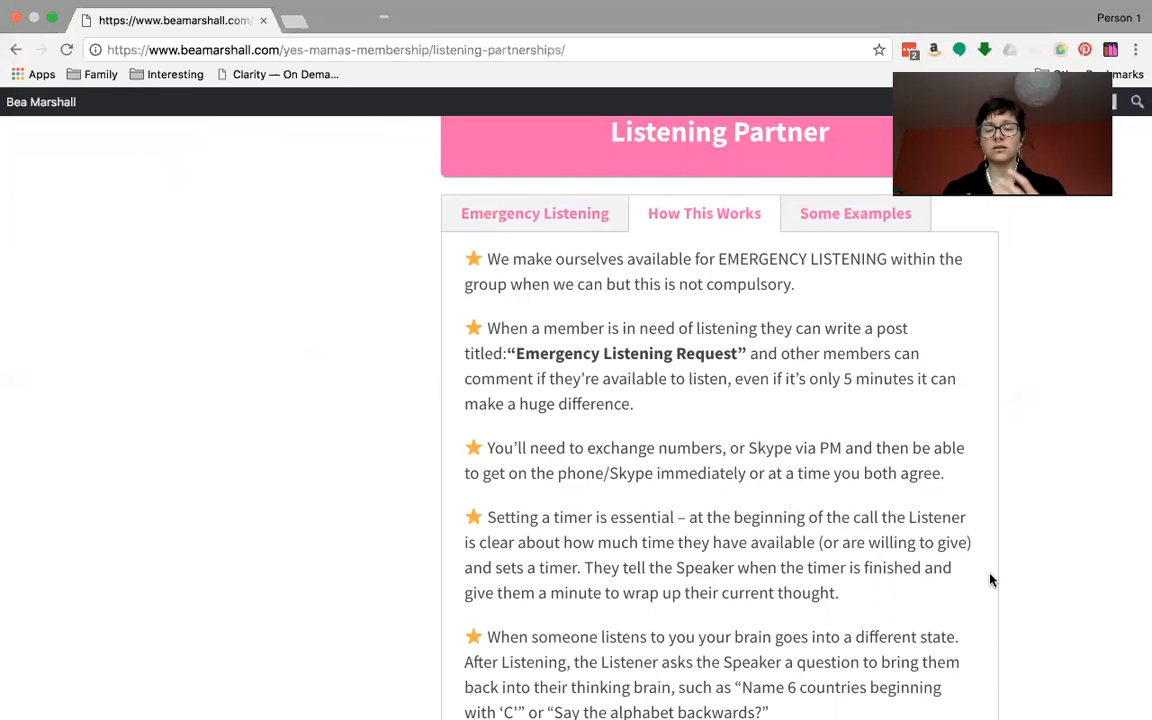 https://www.beamarshall.com/
Person 1
https://www.beamarshall.com/yes-mamas-membership/listening-partnerships/
2
Apps Family Interesting Clarity — On Dema... Bookmarks
Bea Marshall
Listening Partner
Emergency Listening How This Works Some Examples
We make ourselves available for EMERGENCY LISTENING within the
group when we can but this is not compulsory.
When a member is in need of listening they can write a post
titled:“Emergency Listening Request” and other members can
comment if they’re available to listen, even if it’s only 5 minutes it can
make a huge difference.
You’ll need to exchange numbers, or Skype via PM and then be able
to get on the phone/Skype immediately or at a time you both agree.
Setting a timer is essential – at the beginning of the call the Listener
is clear about how much time they have available (or are willing to give)
and sets a timer. They tell the Speaker when the timer is finished and
give them a minute to wrap up their current thought.
When someone listens to you your brain goes into a different state.
After Listening, the Listener asks the Speaker a question to bring them
back into their thinking brain, such as “Name 6 countries beginning
with ‘C’” or “Say the alphabet backwards?”